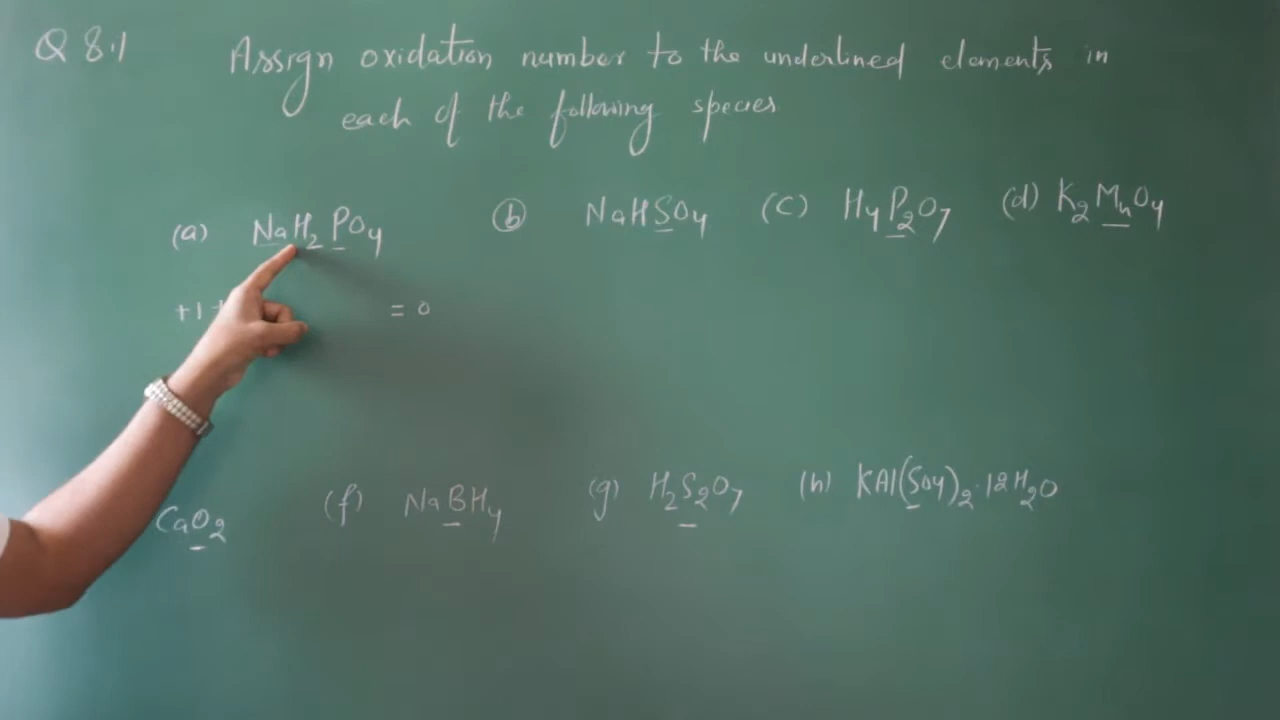 Q 8.1 Assign oxidation number to the underlined elements in
each of the following species
(a) NaH₂PO₄ (b) NaHSO₄ (c) H₄P₂O₇ (d) K₂MnO₄
+1 + = 0
CaO₂ (f) NaBH₄ (g) H₂S₂O₇ (h) KAl(SO₄)₂.12H₂O